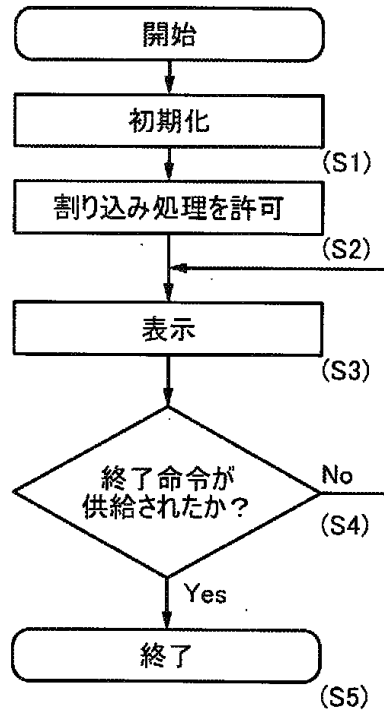 開始
初期化
(S1)
割り込み処理を許可
(S2)
表示
(S3)
終了命令が
供給されたか?
No
(S4)
Yes
終了
(S5)